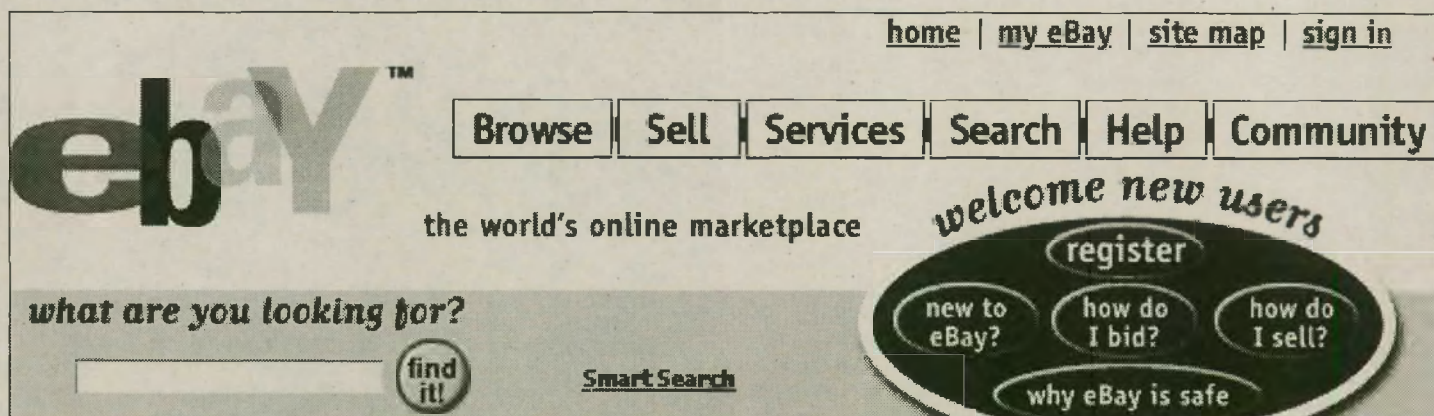 home | my eBay | site map | sign in
ebaY™
Browse Sell Services Search Help Community
the world's online marketplace
welcome new users
register
new to eBay?
how do I bid?
how do I sell?
why eBay is safe
what are you looking for?
find it!
Smart Search